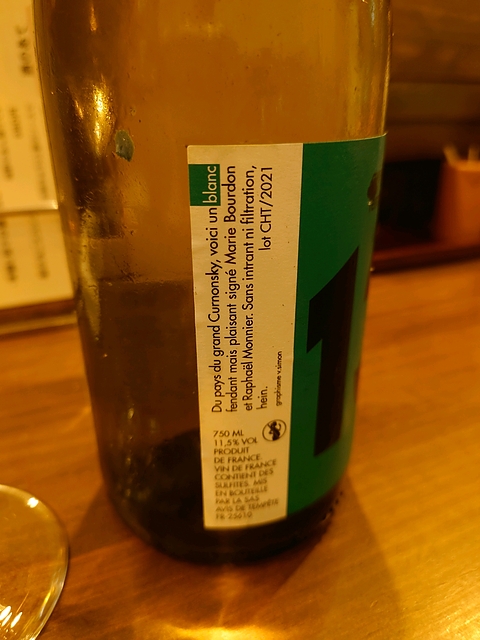 Du pays du grand Curnonsky, voici un blanc
fendant mais plaisant signé Marie Bourdon
et Raphaël Monnier. Sans intrant ni filtration,
hein. lot CHT/2021
graphisme v.simon
750 ML
11,5% VOL
PRODUIT
DE FRANCE.
VIN DE FRANCE
CONTIENT DES
SULFITES. MIS
EN BOUTEILLE
PAR LA SAS
AVIS DE TEMPÊTE
FR 25610
1